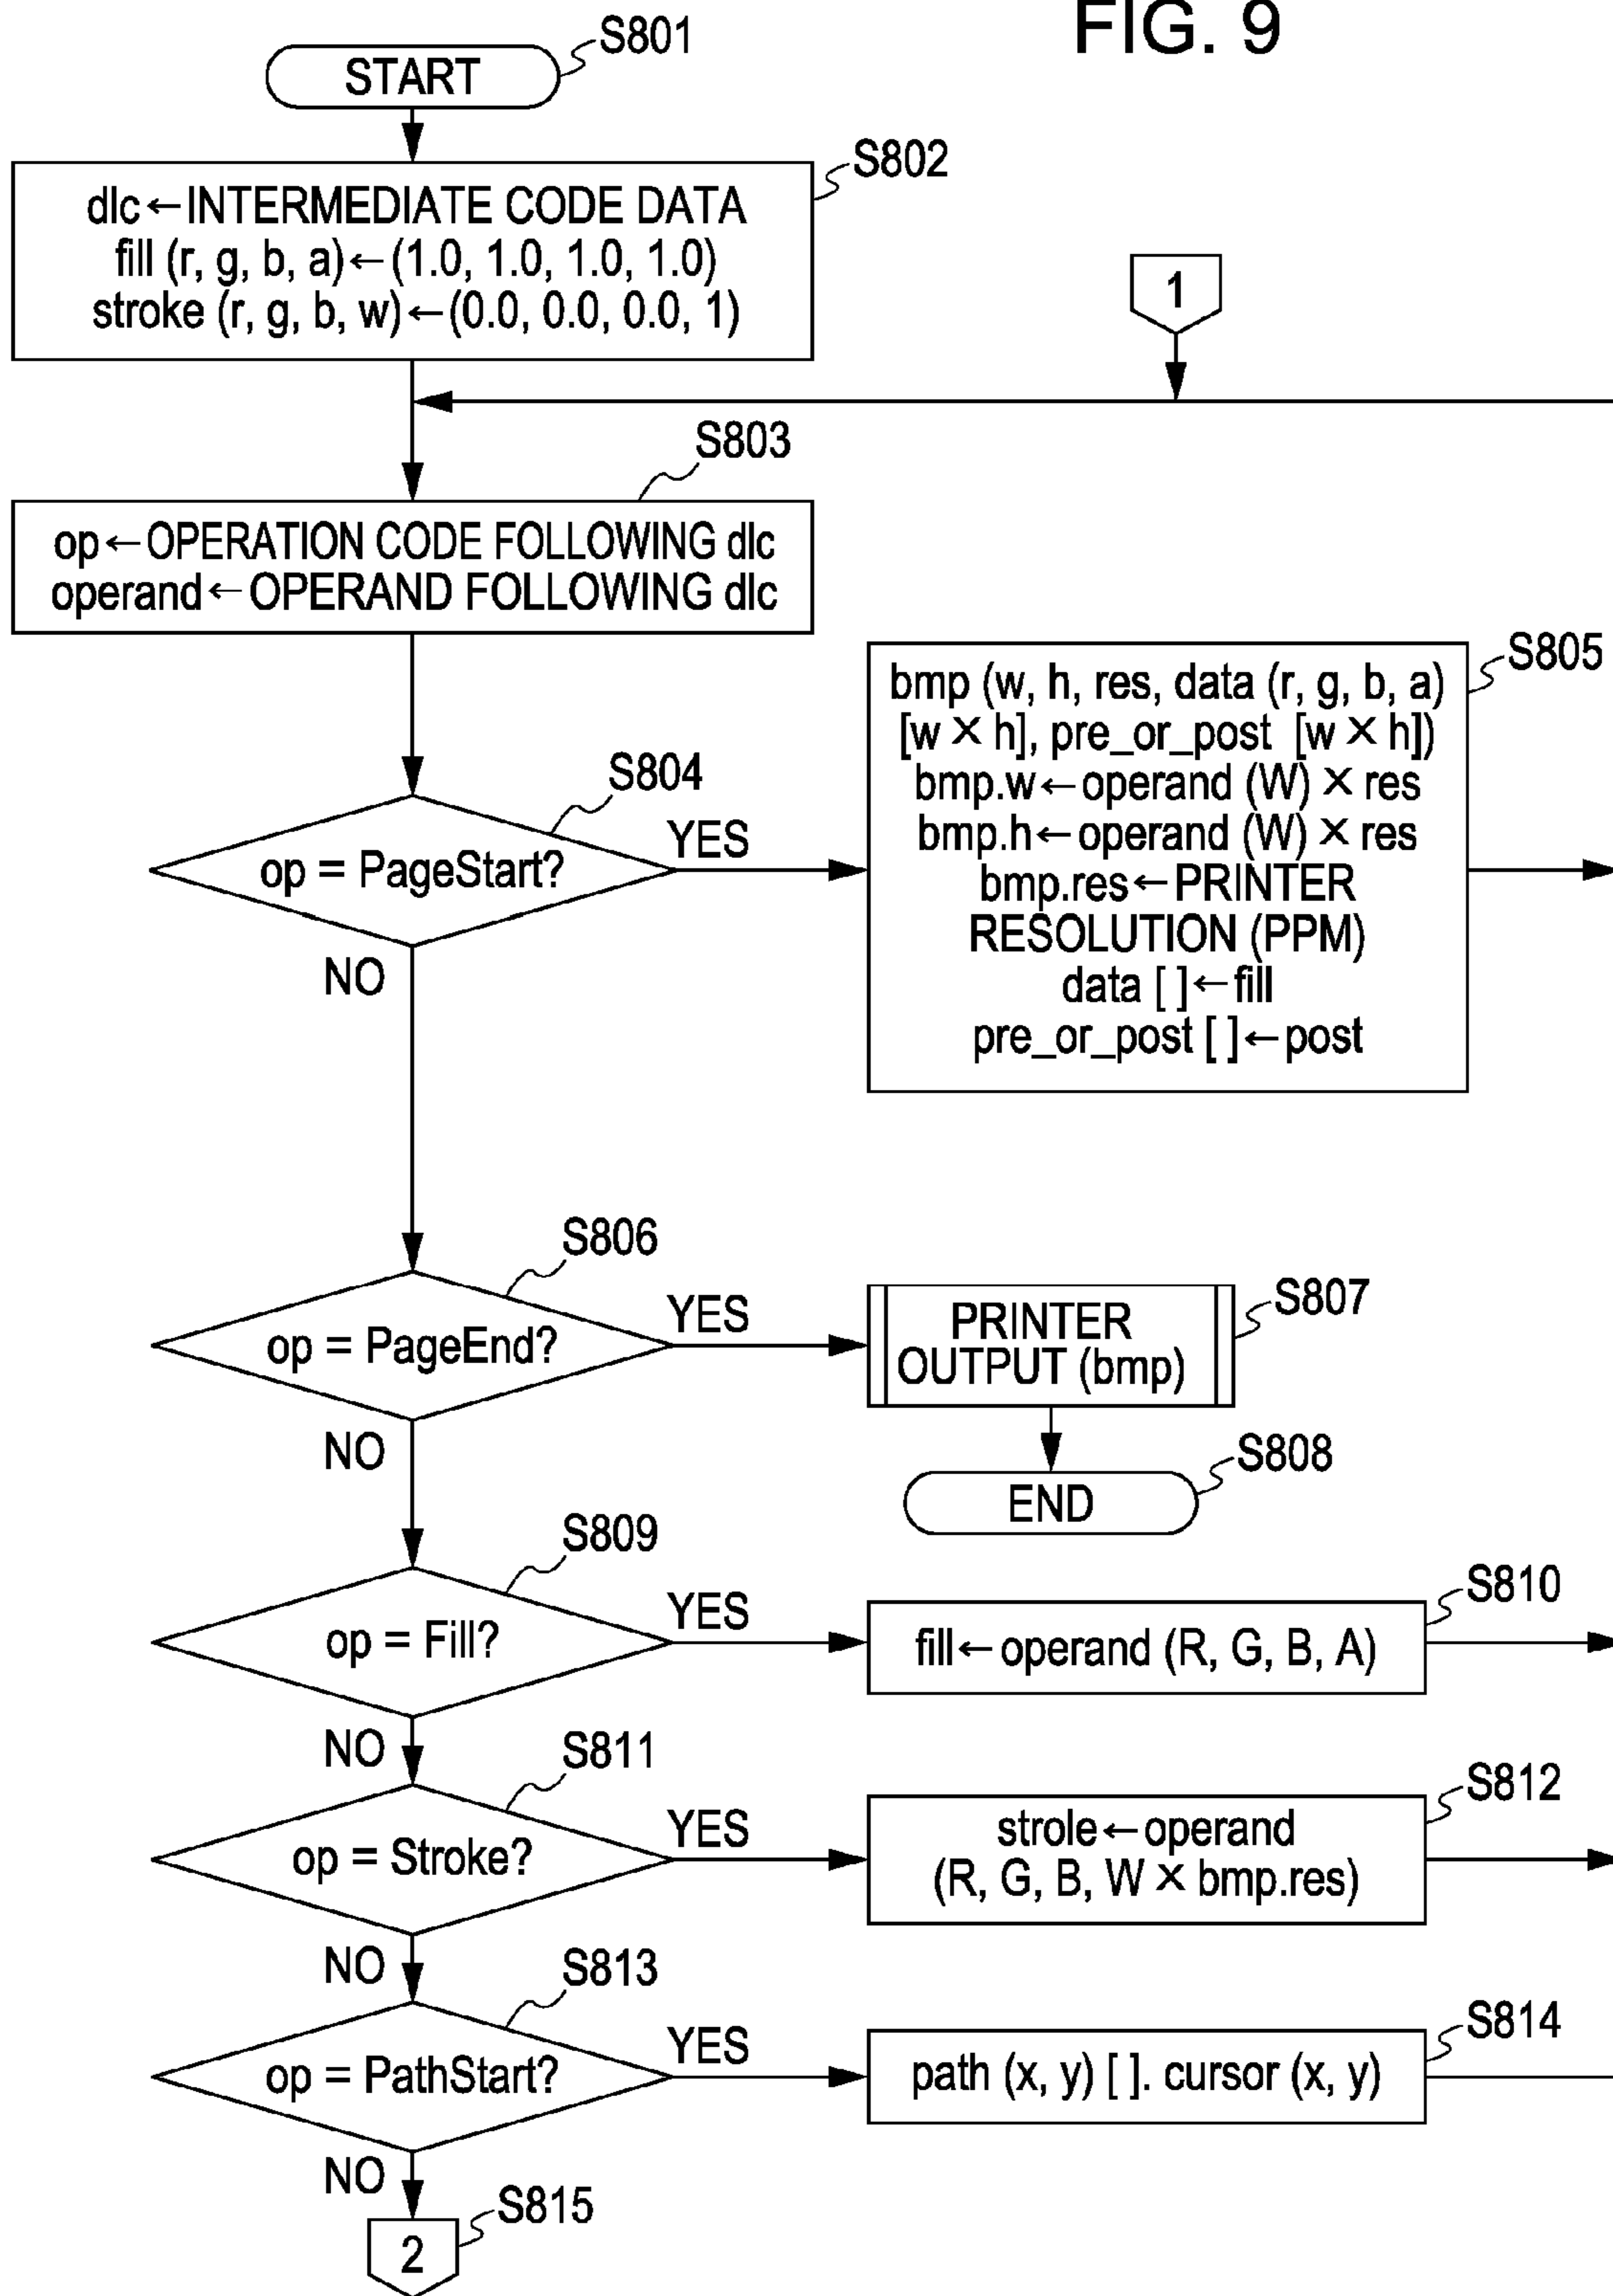 FIG. 9
S801
START
S802
dlc←INTERMEDIATE CODE DATA
fill (r, g, b, a)←(1.0, 1.0, 1.0, 1.0)
stroke (r, g, b, w)←(0.0, 0.0, 0.0, 1)
1
S803
op←OPERATION CODE FOLLOWING dlc
operand←OPERAND FOLLOWING dlc
S804
op = PageStart?
YES
NO
S805
bmp (w, h, res, data (r, g, b, a)
[w × h], pre_or_post [w × h])
bmp.w←operand (W) × res
bmp.h←operand (W) × res
bmp.res←PRINTER
RESOLUTION (PPM)
data [ ]←fill
pre_or_post [ ]←post
S806
op = PageEnd?
YES
NO
S807
PRINTER
OUTPUT (bmp)
S808
END
S809
op = Fill?
YES
NO
S810
fill←operand (R, G, B, A)
S811
op = Stroke?
YES
NO
S812
strole←operand
(R, G, B, W × bmp.res)
S813
op = PathStart?
YES
NO
S814
path (x, y) [ ]. cursor (x, y)
S815
2